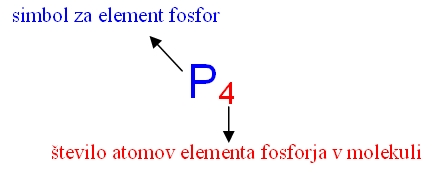 simbol za element fosfor
P4
število atomov elementa fosforja v molekuli